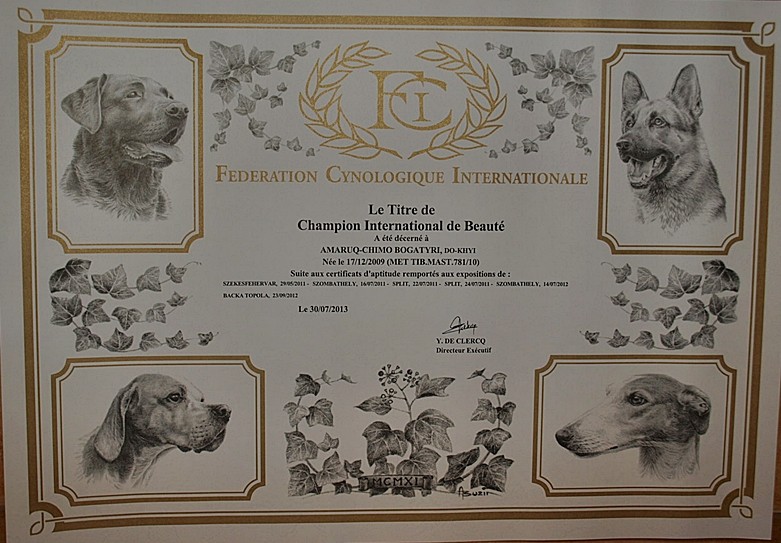 FCI
FEDERATION CYNOLOGIQUE INTERNATIONALE
Le Titre de
Champion International de Beauté
A été décerné à
AMARUQ-CHIMO BOGATYRI, DO-KHYI
Née le 17/12/2009 (MET TIB.MAST.781/10)
Suite aux certificats d'aptitude remportés aux expositions de :
SZEKESFEHERVAR, 29/05/2011 - SZOMBATHELY, 16/07/2011 - SPLIT, 22/07/2011 - SPLIT, 24/07/2011 - SZOMBATHELY, 14/07/2012
BACKA TOPOLA, 23/09/2012
Le 30/07/2013
Y. DE CLERCQ
Directeur Exécutif